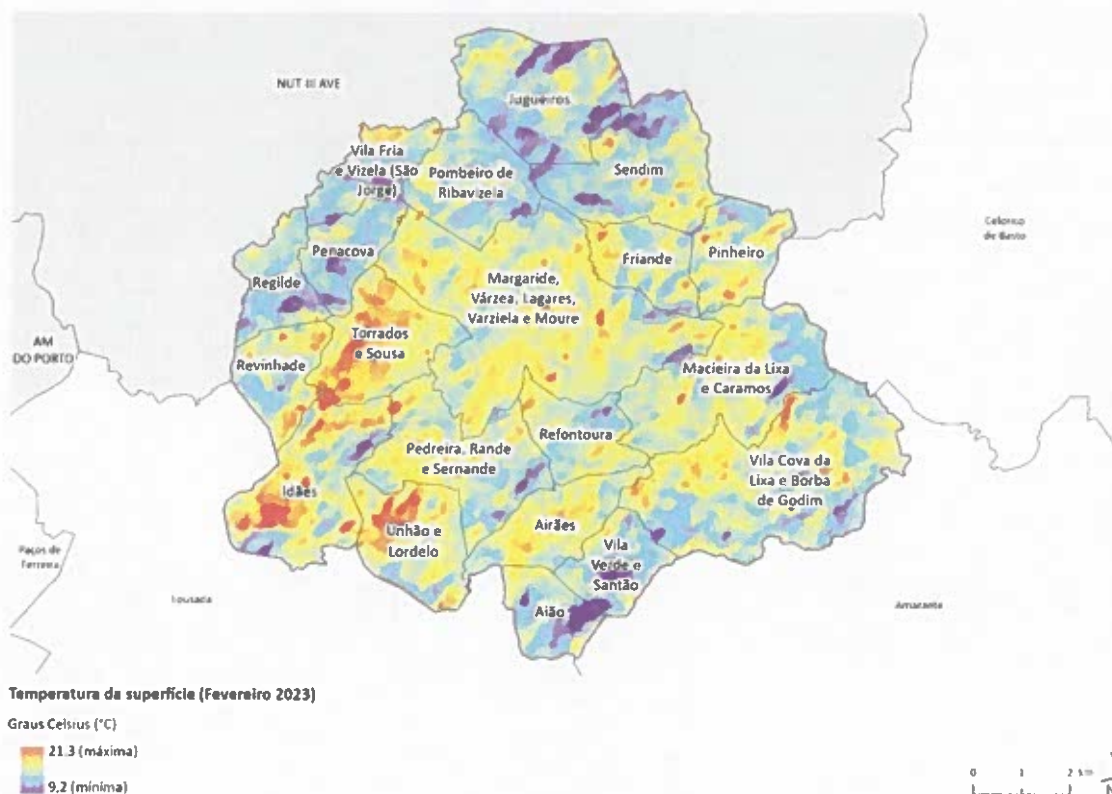 NUT III AVE
Jugueiros
Vila Fria
e Vizela (São
Jorge)
Pombeiro de
Ribavizela
Sendim
Celorico
de Basto
Penacova
Regilde
Margaride,
Várzea, Lagares,
Varziela e Moure
Friande
Pinheiro
AM
DO PORTO
Torrados
e Sousa
Revinhade
Macieira da Lixa
e Caramos
Refontoura
Pedreira, Rande
e Sernande
Vila Cova da
Lixa e Borba
de Godim
Idães
Unhão e
Lordelo
Airães
Vila
Verde e
Santão
Paços de
Ferreira
Lousada
Aião
Amarante
Temperatura da superfície (Fevereiro 2023)
Graus Celsius (°C)
21.3 (máxima)
9,2 (mínima)
0 1 2 km
N